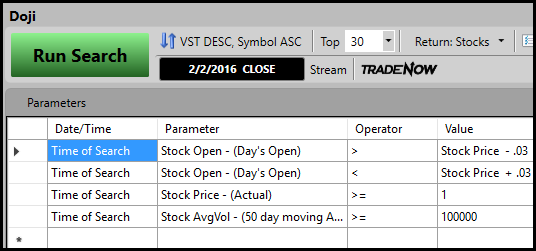 Doji
Run Search
VST DESC, Symbol ASC Top 30 Return: Stocks
2/2/2016 CLOSE Stream TRADENOW
Parameters
Date/Time Parameter Operator Value
Time of Search Stock Open - (Day's Open) > Stock Price - .03
Time of Search Stock Open - (Day's Open) < Stock Price + .03
Time of Search Stock Price - (Actual) >= 1
Time of Search Stock AvgVol - (50 day moving A... >= 100000
*